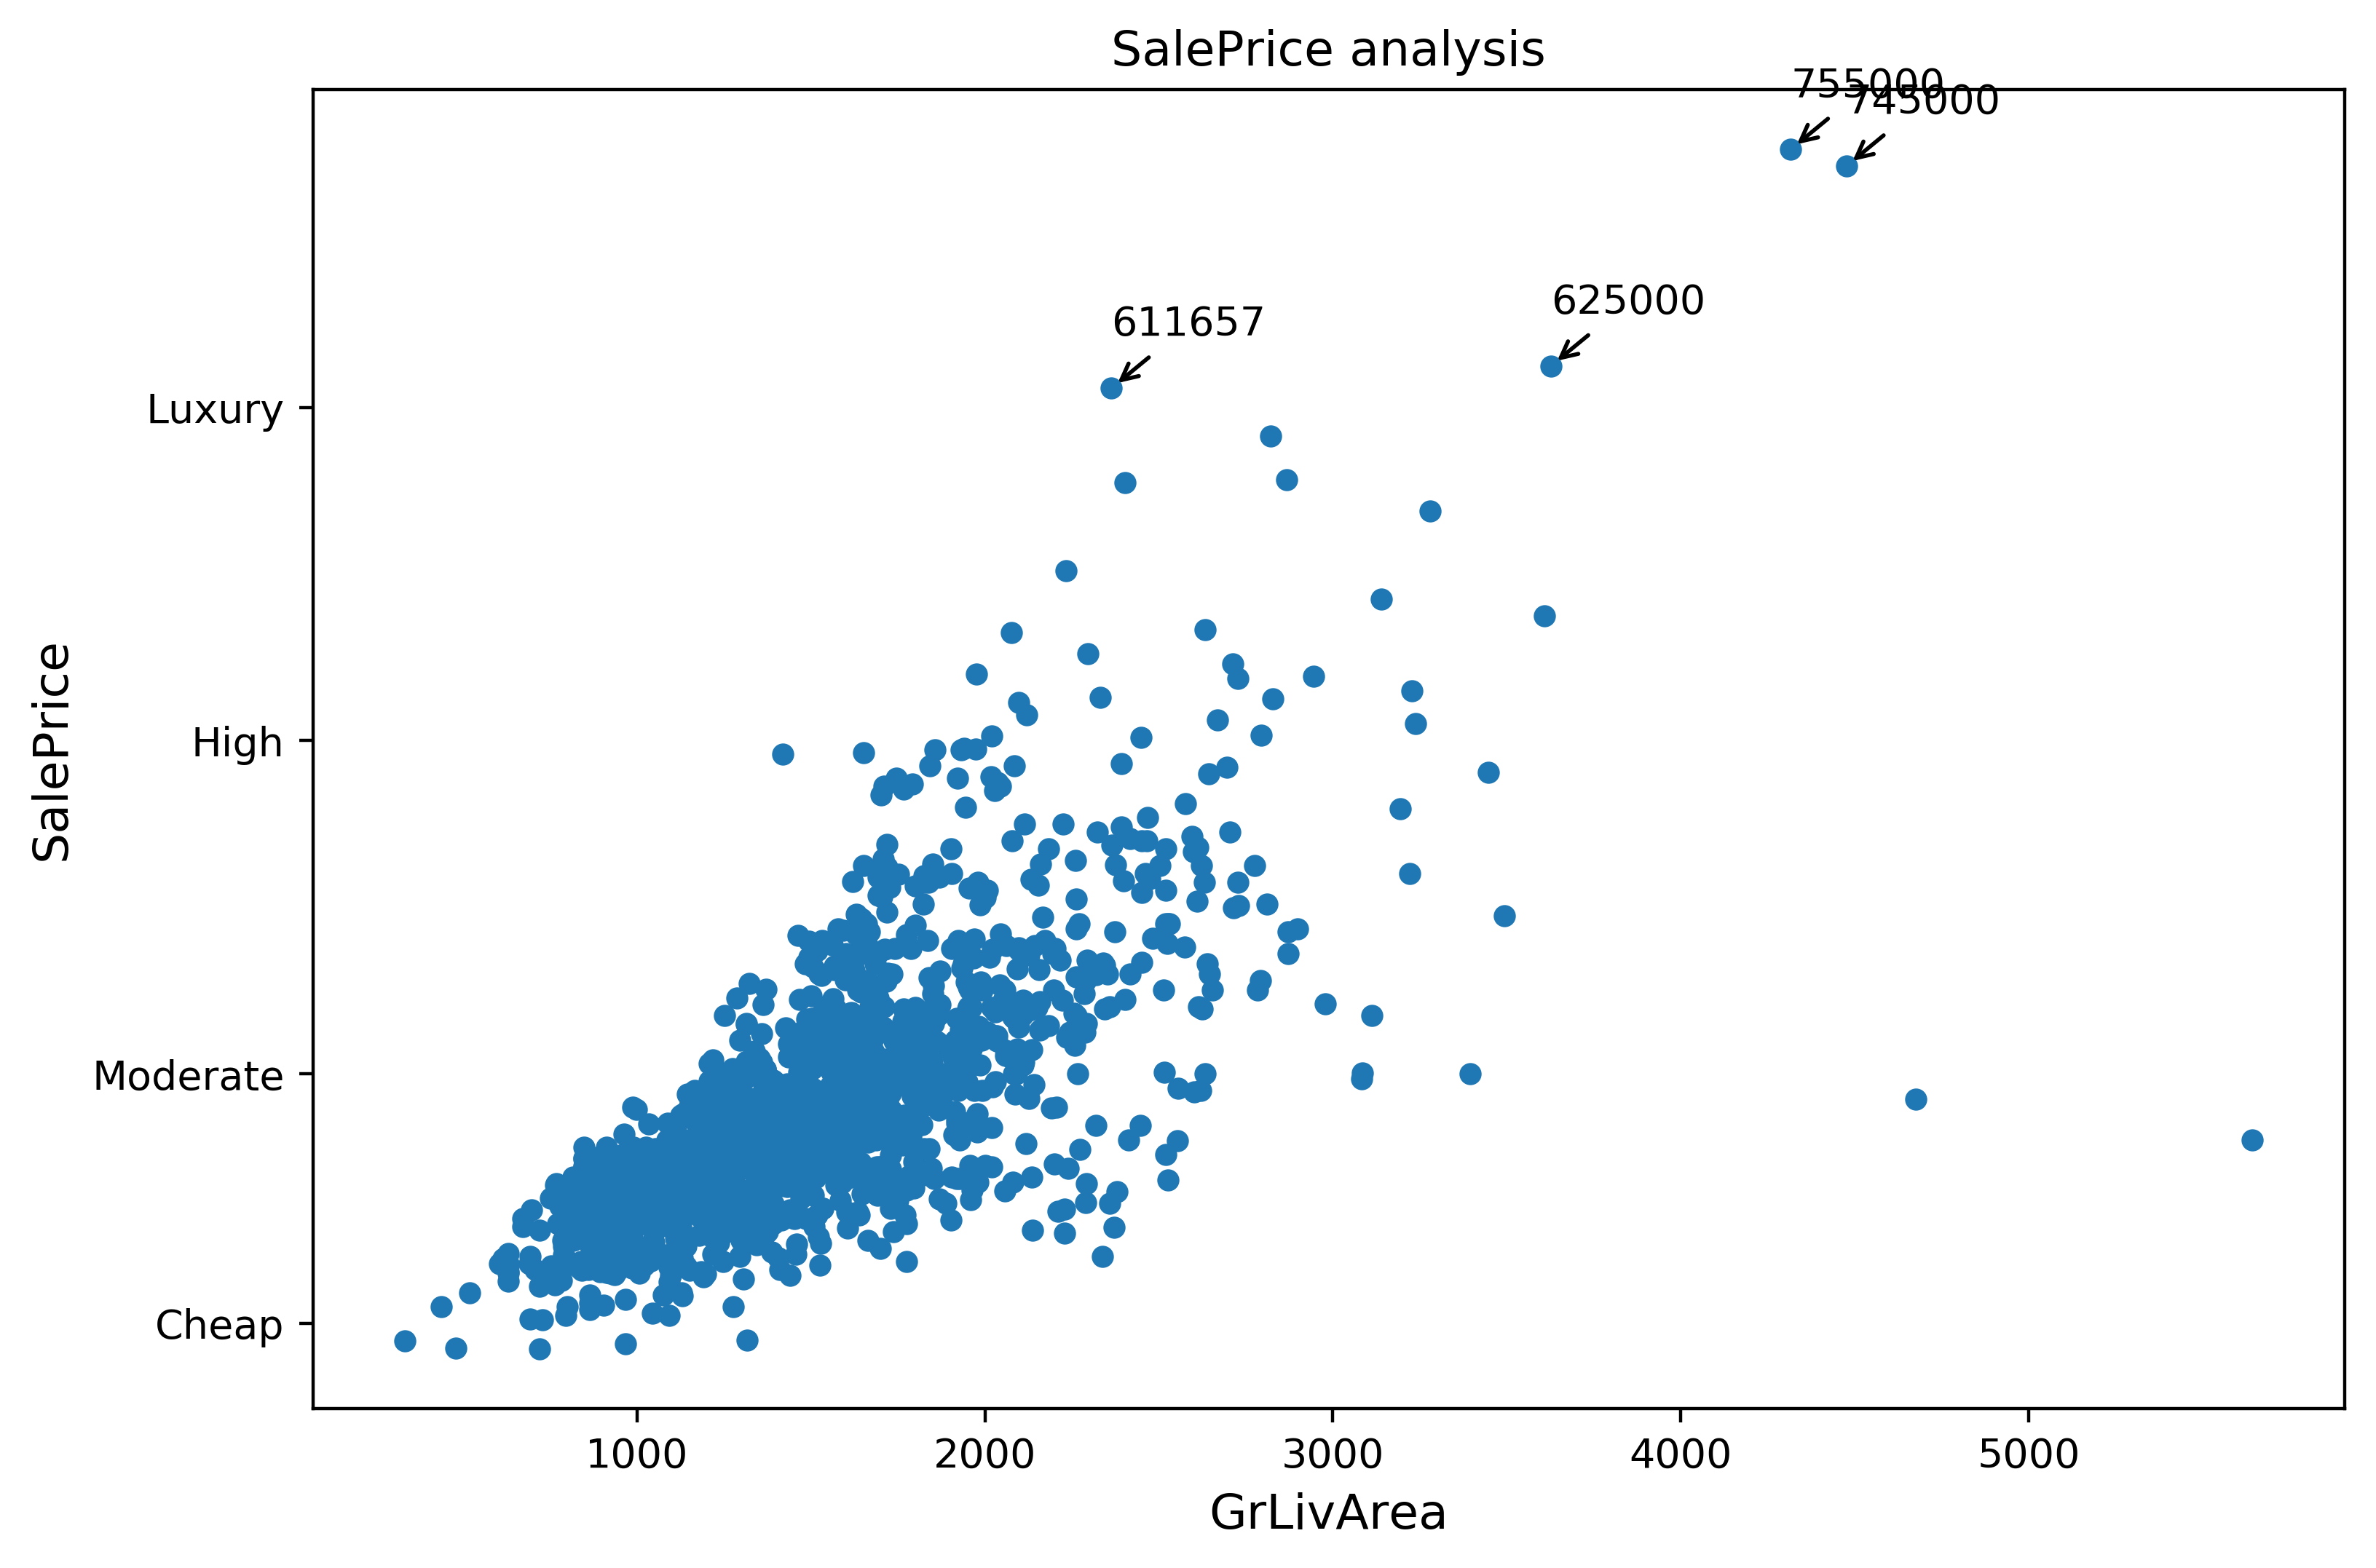 SalePrice analysis
755000
745000
625000
611657
Luxury
High
Moderate
Cheap
SalePrice
1000 2000 3000 4000 5000
GrLivArea